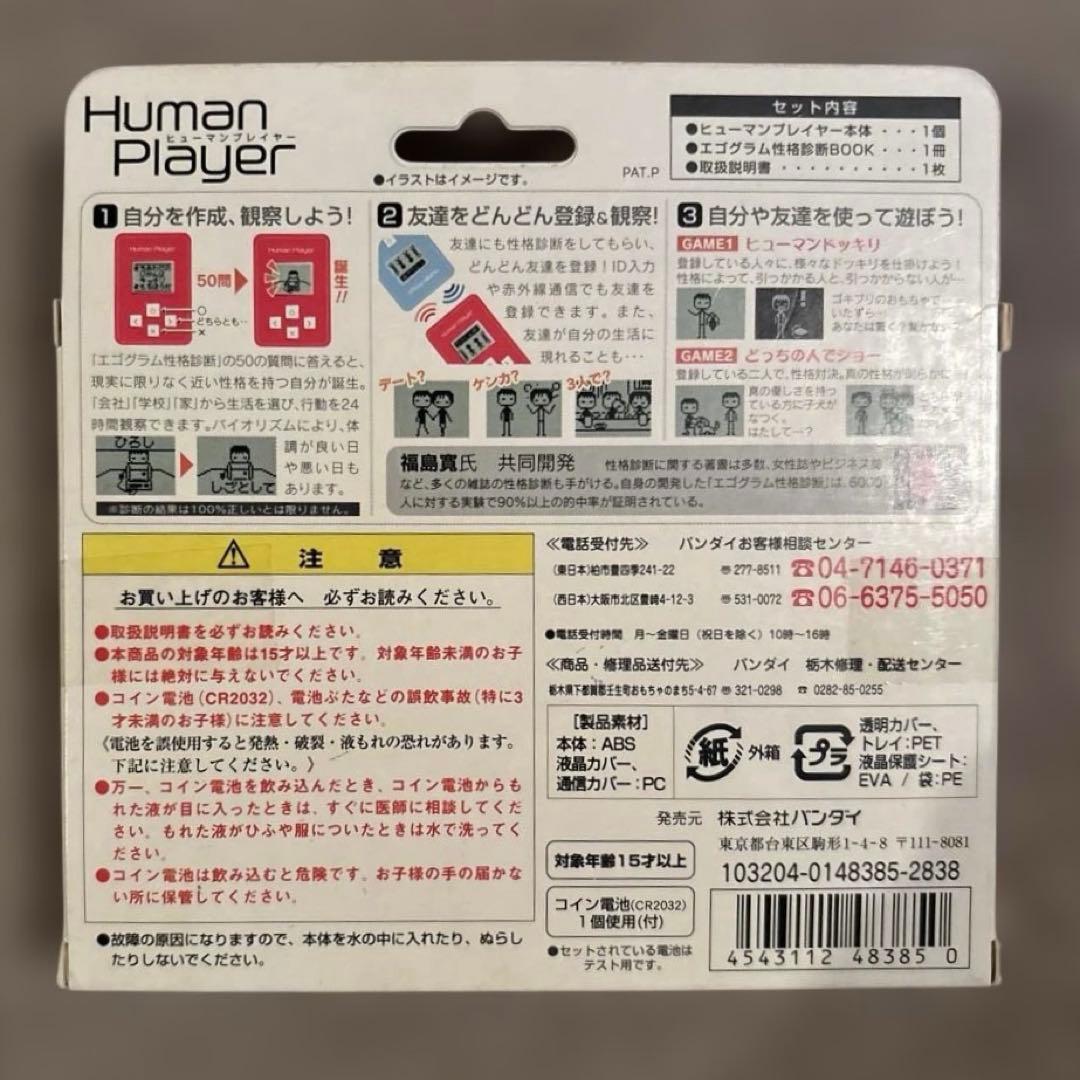 Human
ヒューマンプレイヤー
Player
●イラストはイメージです。
PAT.P
セット内容
●ヒューマンプレイヤー本体・・・1個
●エゴグラム性格診断BOOK・・・1冊
●取扱説明書・・・・・・・・・・1枚
1 自分を作成、観察しよう!
Human Player
50問
Human Player
誕生!!
○
どちらとも…
×
「エゴグラム性格診断」の50の質問に答えると、
現実に限りなく近い性格を持つ自分が誕生。
「会社」「学校」「家」から生活を選び、行動を24
時間観察できます。バイオリズムにより、体
調が良い日
や悪い日も
あります。
ひろし
しごとして
※診断の結果は100%正しいとは限りません。
2 友達をどんどん登録&観察!
友達にも性格診断をしてもらい、
どんどん友達を登録!ID入力
や赤外線通信でも友達を
登録できます。また、
友達が自分の生活に
現れることも…
デート?
ケンカ?
3人で?
3 自分や友達を使って遊ぼう!
GAME1 ヒューマンドッキリ
登録している人々に、様々なドッキリを仕掛けよう!
性格によって、引っかかる人と、引っかからない人が…
ゴキブリのおもちゃで
いたずら…
あなたは驚く?驚かない
GAME2 どっちの人でショー
登録している二人で、性格対決。真の性格が明らかに
真の優しさを持っ
ている方に子犬が
なつく。
はたして…?
福島寛氏 共同開発
性格診断に関する著書は多数、女性誌やビジネス
など、多くの雑誌の性格診断も手がける。自身の開発した「エゴグラム性格診断」は、6000
人に対する実験で90%以上の的中率が証明されている。
注意
お買い上げのお客様へ 必ずお読みください。
●取扱説明書を必ずお読みください。
●本商品の対象年齢は15才以上です。対象年齢未満のお子
様には絶対に与えないでください。
●コイン電池(CR2032)、電池ぶたなどの誤飲事故(特に3
才未満のお子様)に注意してください。
《電池を誤使用すると発熱・破裂・液もれの恐れがあります。
下記に注意してください。》
●万一、コイン電池を飲み込んだとき、コイン電池からも
れた液が目に入ったときは、すぐに医師に相談してくだ
さい。もれた液がひふや服についたときは水で洗ってく
ださい。
●コイン電池は飲み込むと危険です。お子様の手の届かな
い所に保管してください。
●故障の原因になりますので、本体を水の中に入れたり、ぬらし
たりしないでください。
≪電話受付先≫ バンダイお客様相談センター
(東日本)柏市豊四季241-22 〒277-8511 ☎04-7146-0371
(西日本)大阪市北区豊崎4-12-3 〒531-0072 ☎06-6375-5050
●電話受付時間 月～金曜日(祝日を除く)10時～16時
≪商品・修理品送付先≫ バンダイ 栃木修理・配送センター
栃木県下都賀郡壬生町おもちゃのまち5-4-67 〒321-0298 ☎ 0282-85-0255
[製品素材]
本体:ABS
液晶カバー、
通信カバー:PC
紙 外箱
プラ
透明カバー、
トレイ:PET
液晶保護シート:
EVA / 袋:PE
発売元 株式会社バンダイ
東京都台東区駒形1-4-8 〒111-8081
対象年齢15才以上
103204-0148385-2838
コイン電池(CR2032)
1個使用(付)
●セットされている電池は
テスト用です。
4543112 48385 0